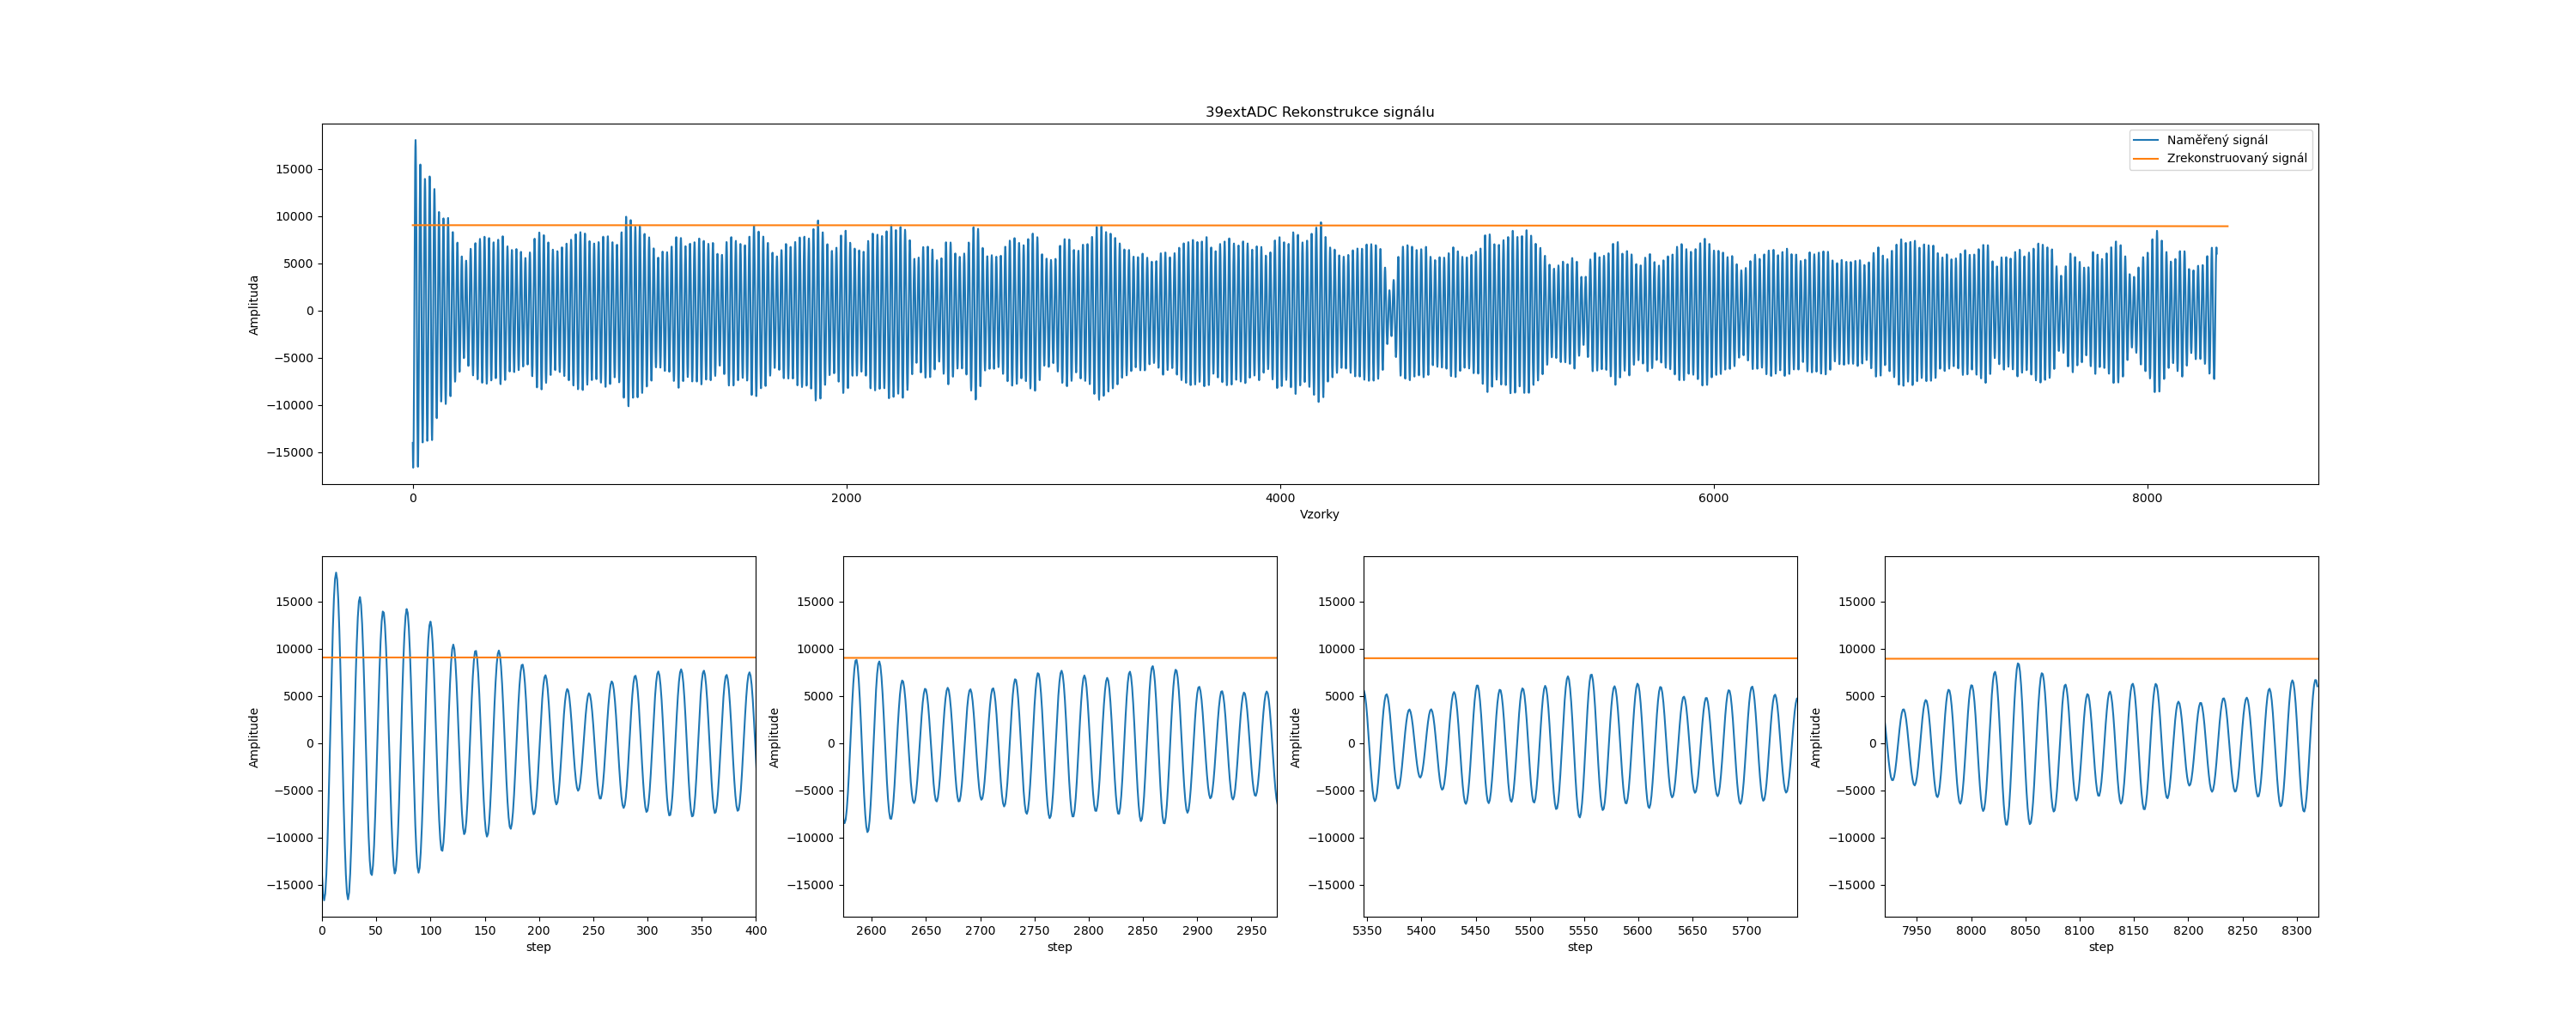 39extADC Rekonstrukce signálu
Naměřený signál
Zrekonstruovaný signál
Amplituda
15000
10000
5000
0
−5000
−10000
−15000
0 2000 4000 6000 8000
Vzorky
Amplitude
15000
10000
5000
0
−5000
−10000
−15000
0 50 100 150 200 250 300 350 400
step
Amplitude
15000
10000
5000
0
−5000
−10000
−15000
2600 2650 2700 2750 2800 2850 2900 2950
step
Amplitude
15000
10000
5000
0
−5000
−10000
−15000
5350 5400 5450 5500 5550 5600 5650 5700
step
Amplitude
15000
10000
5000
0
−5000
−10000
−15000
7950 8000 8050 8100 8150 8200 8250 8300
step